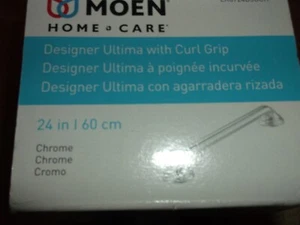 MOEN
HOME CARE
Designer Ultima with Curl Grip
Designer Ultima à poignée incurvée
Designer Ultima con agarradera rizada
24 in | 60 cm
Chrome
Chrome
Cromo